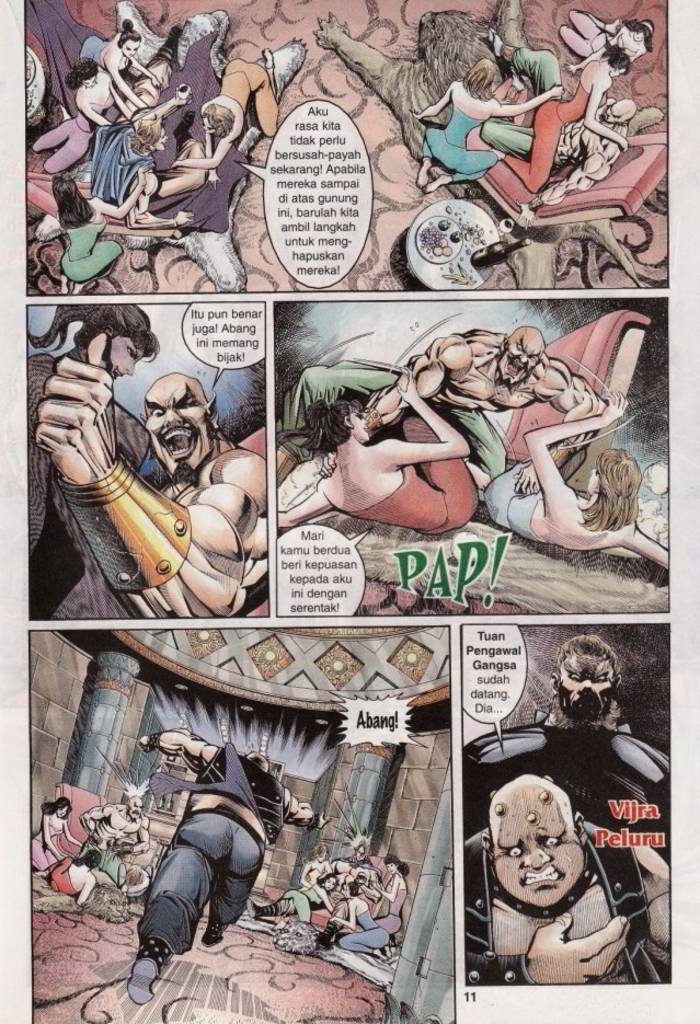 Aku
rasa kita
tidak perlu
bersusah-payah
sekarang! Apabila
mereka sampai
di atas gunung
ini, barulah kita
ambil langkah
untuk meng-
hapuskan
mereka!
Itu pun benar
juga! Abang
ini memang
bijak!
Mari
kamu berdua
beri kepuasan
kepada aku
ini dengan
serentak!
PAP!
Abang!
Tuan
Pengawal
Gangsa
sudah
datang.
Dia...
Vijra
Peluru
11